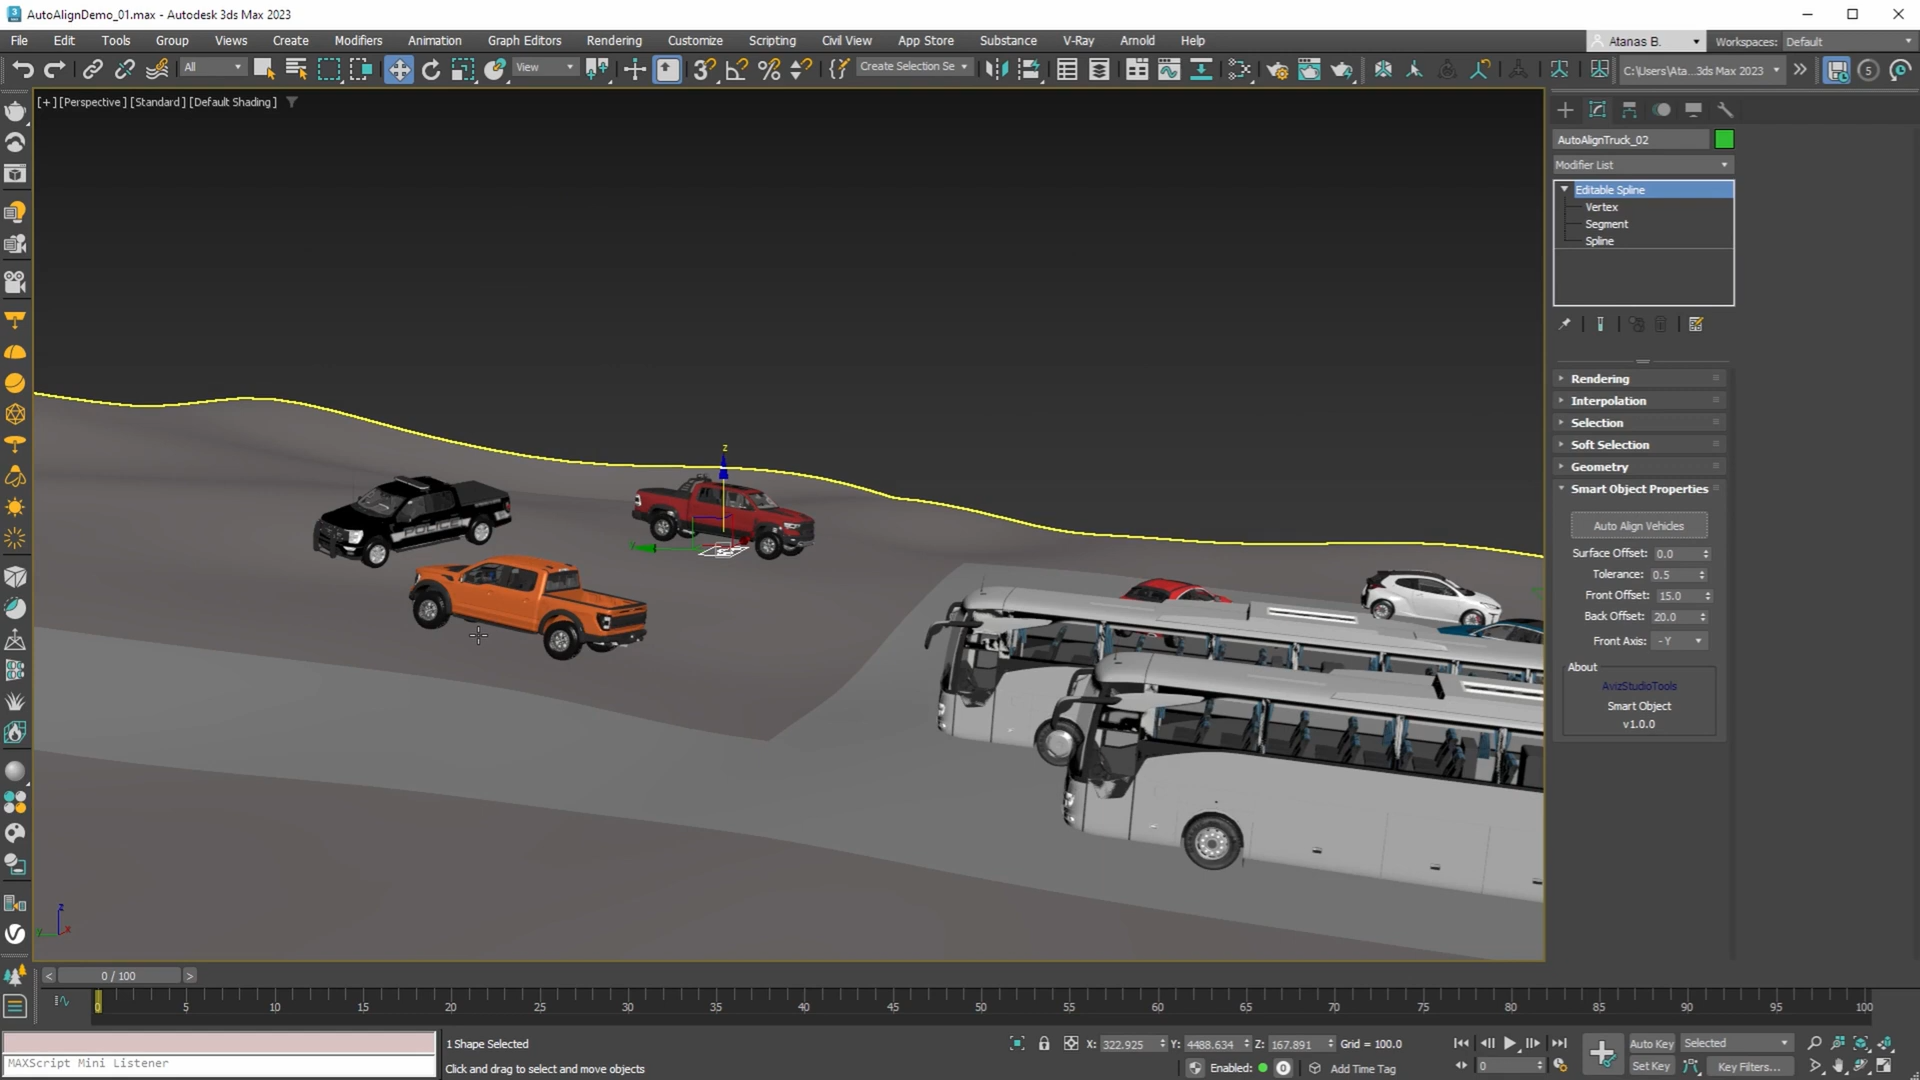 AutoAlignDemo_01.max - Autodesk 3ds Max 2023
File Edit Tools Group Views Create Modifiers Animation Graph Editors Rendering Customize Scripting Civil View App Store Substance V-Ray Arnold Help
Atanas B. Workspaces: Default
All View Create Selection Se C:\Users\Ata...3ds Max 2023 5
[+] [Perspective] [Standard] [Default Shading]
AutoAlignTruck_02
Modifier List
Editable Spline
Vertex
Segment
Spline
Rendering
Interpolation
Selection
Soft Selection
Geometry
Smart Object Properties
Auto Align Vehicles
Surface Offset: 0.0
Tolerance: 0.5
Front Offset: 15.0
Back Offset: 20.0
Front Axis: -Y
About
AvizStudioTools
Smart Object
v1.0.0
z
y
POLICE
z
y x
< 0 / 100 >
0 5 10 15 20 25 30 35 40 45 50 55 60 65 70 75 80 85 90 95 100
1 Shape Selected X: 322.925 Y: 4488.634 Z: 167.891 Grid = 100.0 Auto Key Selected
MAXScript Mini Listener Click and drag to select and move objects Enabled: 0 Add Time Tag 0 Set Key Key Filters...